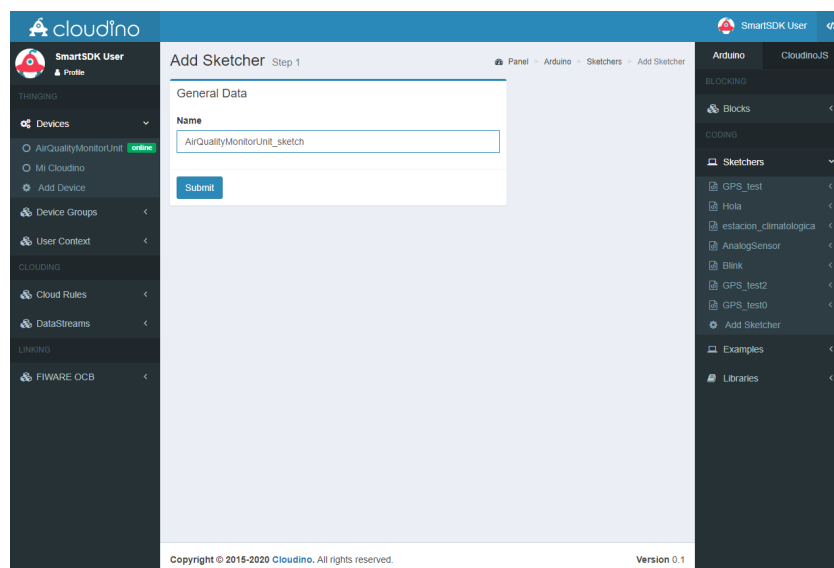 cloudino
SmartSDK User
SmartSDK User
Profile
THINGING
Devices
AirQualityMonitorUnit online
Mi Cloudino
Add Device
Device Groups
User Context
CLOUDING
Cloud Rules
DataStreams
LINKING
FIWARE OCB
Add Sketcher Step 1
Panel > Arduino > Sketchers > Add Sketcher
General Data
Name
AirQualityMonitorUnit_sketch
Submit
Arduino CloudinoJS
BLOCKING
Blocks
CODING
Sketchers
GPS_test
Hola
estacion_climatologica
AnalogSensor
Blink
GPS_test2
GPS_test0
Add Sketcher
Examples
Libraries
Copyright © 2015-2020 Cloudino. All rights reserved.
Version 0.1